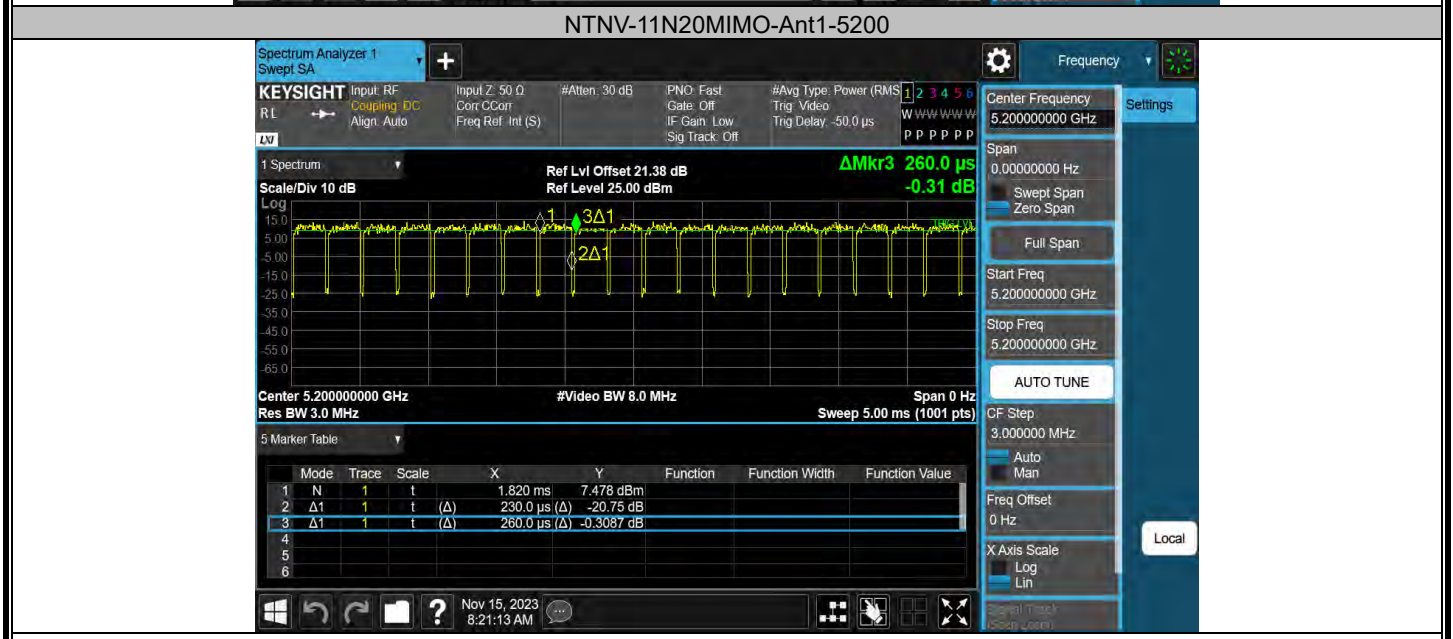 NTNV-11N20MIMO-Ant1-5200
Spectrum Analyzer 1
Swept SA
+
Frequency
KEYSIGHT
RL
LXI
Input: RF
Coupling: DC
Align: Auto
Input Z: 50 Ω
Corr CCorr
Freq Ref: Int (S)
#Atten: 30 dB
PNO: Fast
Gate: Off
IF Gain: Low
Sig Track: Off
#Avg Type: Power (RMS
Trig: Video
Trig Delay: -50.0 µs
1 2 3 4 5 6
W W W W W W
P P P P P P
Center Frequency
5.200000000 GHz
Settings
1 Spectrum
Scale/Div 10 dB
Ref Lvl Offset 21.38 dB
Ref Level 25.00 dBm
ΔMkr3 260.0 µs
-0.31 dB
Span
0.00000000 Hz
Swept Span
Zero Span
Log
15.0
5.00
-5.00
-15.0
-25.0
-35.0
-45.0
-55.0
-65.0
1
3Δ1
2Δ1
TRIG LVL
Full Span
Start Freq
5.200000000 GHz
Stop Freq
5.200000000 GHz
AUTO TUNE
Center 5.200000000 GHz
Res BW 3.0 MHz
#Video BW 8.0 MHz
Span 0 Hz
Sweep 5.00 ms (1001 pts)
CF Step
3.000000 MHz
Auto
Man
5 Marker Table
Mode Trace Scale X Y Function Function Width Function Value
1 N 1 t 1.820 ms 7.478 dBm
2 Δ1 1 t (Δ) 230.0 µs (Δ) -20.75 dB
3 Δ1 1 t (Δ) 260.0 µs (Δ) -0.3087 dB
4
5
6
Freq Offset
0 Hz
Local
X Axis Scale
Log
Lin
Signal Track
(Span Zoom)
?
Nov 15, 2023
8:21:13 AM